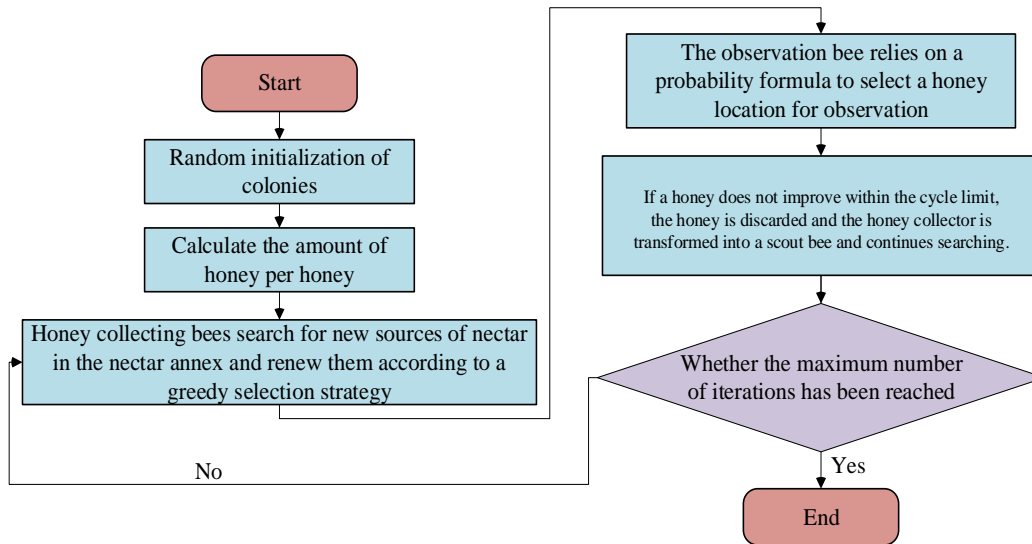 Start
Random initialization of
colonies
Calculate the amount of
honey per honey
Honey collecting bees search for new sources of nectar
in the nectar annex and renew them according to a
greedy selection strategy
The observation bee relies on a
probability formula to select a honey
location for observation
If a honey does not improve within the cycle limit,
the honey is discarded and the honey collector is
transformed into a scout bee and continues searching.
Whether the maximum number
of iterations has been reached
No
Yes
End